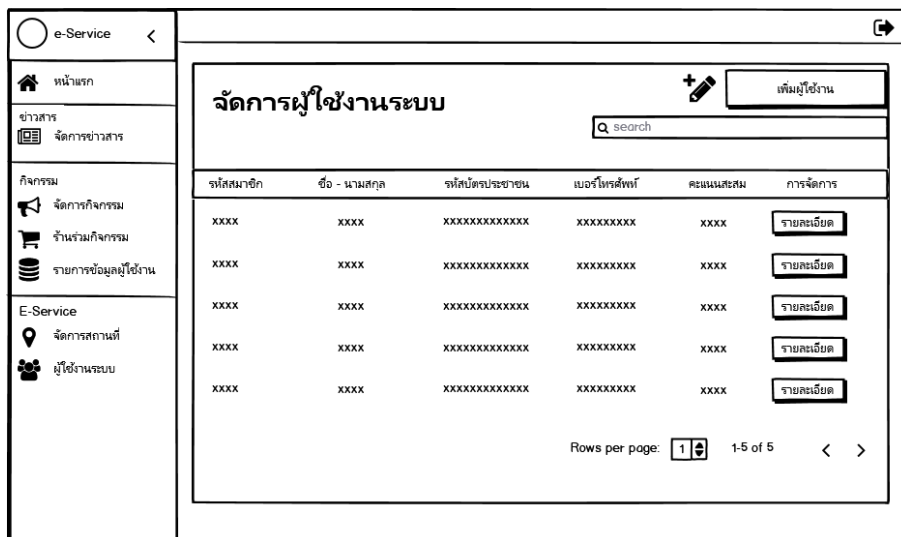 e-Service
หน้าแรก
ข่าวสาร
จัดการข่าวสาร
กิจกรรม
จัดการกิจกรรม
ร้านร่วมกิจกรรม
รายการข้อมูลผู้ใช้งาน
E-Service
จัดการสถานที่
ผู้ใช้งานระบบ
จัดการผู้ใช้งานระบบ
เพิ่มผู้ใช้งาน
search
รหัสสมาชิก ชื่อ - นามสกุล รหัสบัตรประชาชน เบอร์โทรศัพท์ คะแนนสะสม การจัดการ
xxxx xxxx xxxxxxxxxxxxx xxxxxxxxx xxxx รายละเอียด
xxxx xxxx xxxxxxxxxxxxx xxxxxxxxx xxxx รายละเอียด
xxxx xxxx xxxxxxxxxxxxx xxxxxxxxx xxxx รายละเอียด
xxxx xxxx xxxxxxxxxxxxx xxxxxxxxx xxxx รายละเอียด
xxxx xxxx xxxxxxxxxxxxx xxxxxxxxx xxxx รายละเอียด
Rows per page: 1 1-5 of 5